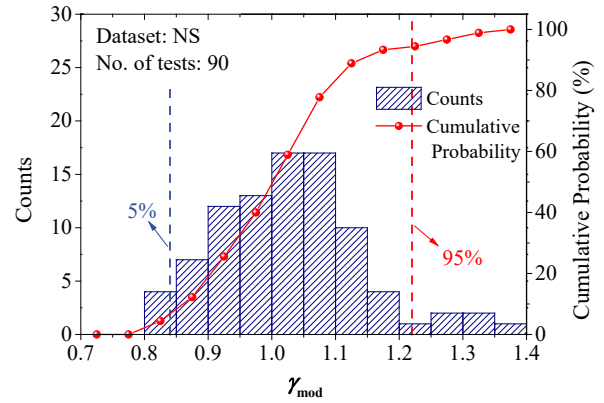 Dataset: NS
No. of tests: 90
Counts
Cumulative
Probability
5%
95%
30
25
20
15
10
5
0
Counts
100
80
60
40
20
0
Cumulative Probability (%)
0.7
0.8
0.9
1.0
1.1
1.2
1.3
1.4
γmod